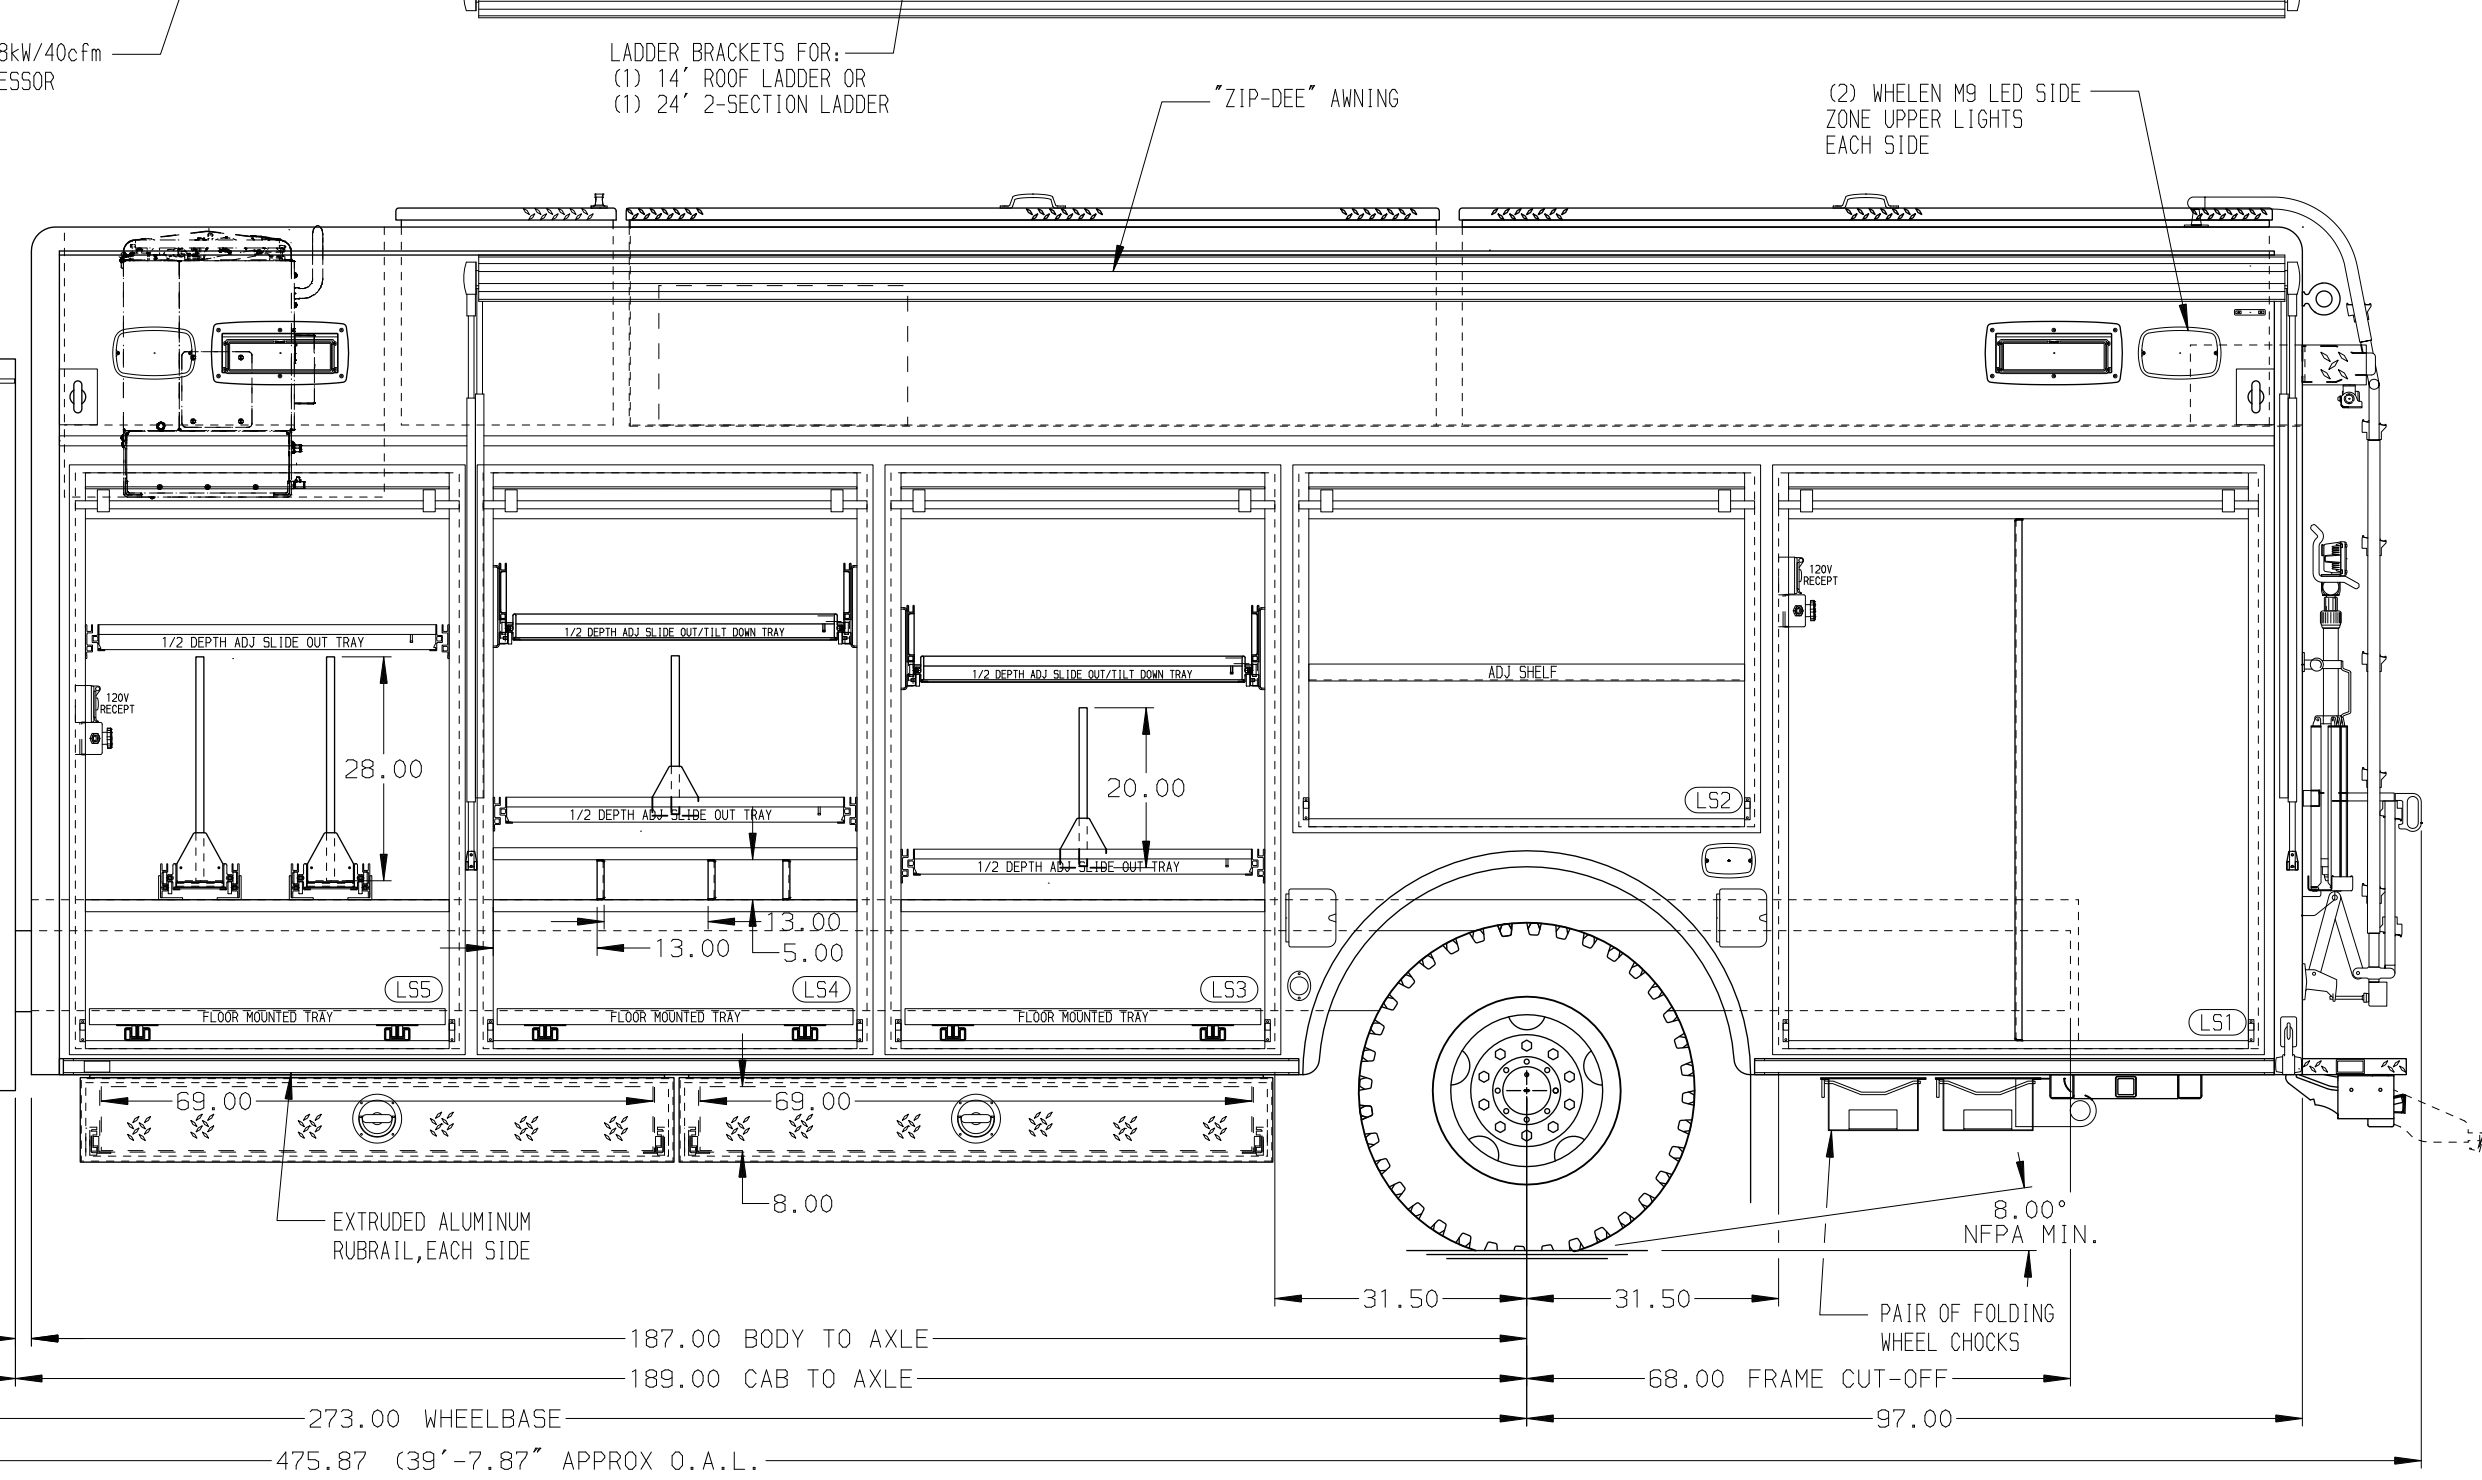 8kW/40cfm
ESSOR
LADDER BRACKETS FOR:
(1) 14' ROOF LADDER OR
(1) 24' 2-SECTION LADDER
"ZIP-DEE" AWNING
(2) WHELEN M9 LED SIDE
ZONE UPPER LIGHTS
EACH SIDE
120V
RECEPT
1/2 DEPTH ADJ SLIDE OUT TRAY
1/2 DEPTH ADJ SLIDE OUT/TILT DOWN TRAY
1/2 DEPTH ADJ SLIDE OUT/TILT DOWN TRAY
ADJ SHELF
120V
RECEPT
28.00
20.00
LS2
1/2 DEPTH ADJ SLIDE OUT TRAY
1/2 DEPTH ADJ SLIDE OUT TRAY
13.00
13.00
5.00
LS5
LS4
LS3
LS1
FLOOR MOUNTED TRAY
FLOOR MOUNTED TRAY
FLOOR MOUNTED TRAY
69.00
69.00
8.00
EXTRUDED ALUMINUM
RUBRAIL,EACH SIDE
8.00°
NFPA MIN.
31.50
31.50
PAIR OF FOLDING
WHEEL CHOCKS
187.00 BODY TO AXLE
189.00 CAB TO AXLE
68.00 FRAME CUT-OFF
273.00 WHEELBASE
97.00
475.87 (39'-7.87" APPROX O.A.L.